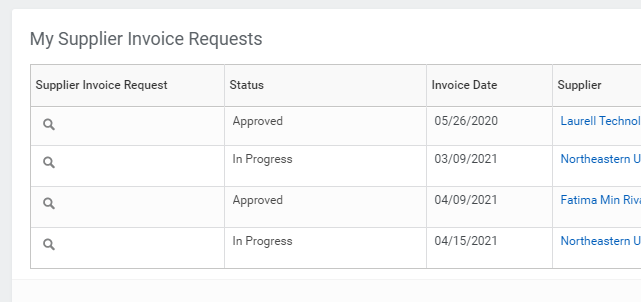 My Supplier Invoice Requests
Supplier Invoice Request Status Invoice Date Supplier
Approved 05/26/2020 Laurell Technol
In Progress 03/09/2021 Northeastern U
Approved 04/09/2021 Fatima Min Riva
In Progress 04/15/2021 Northeastern U